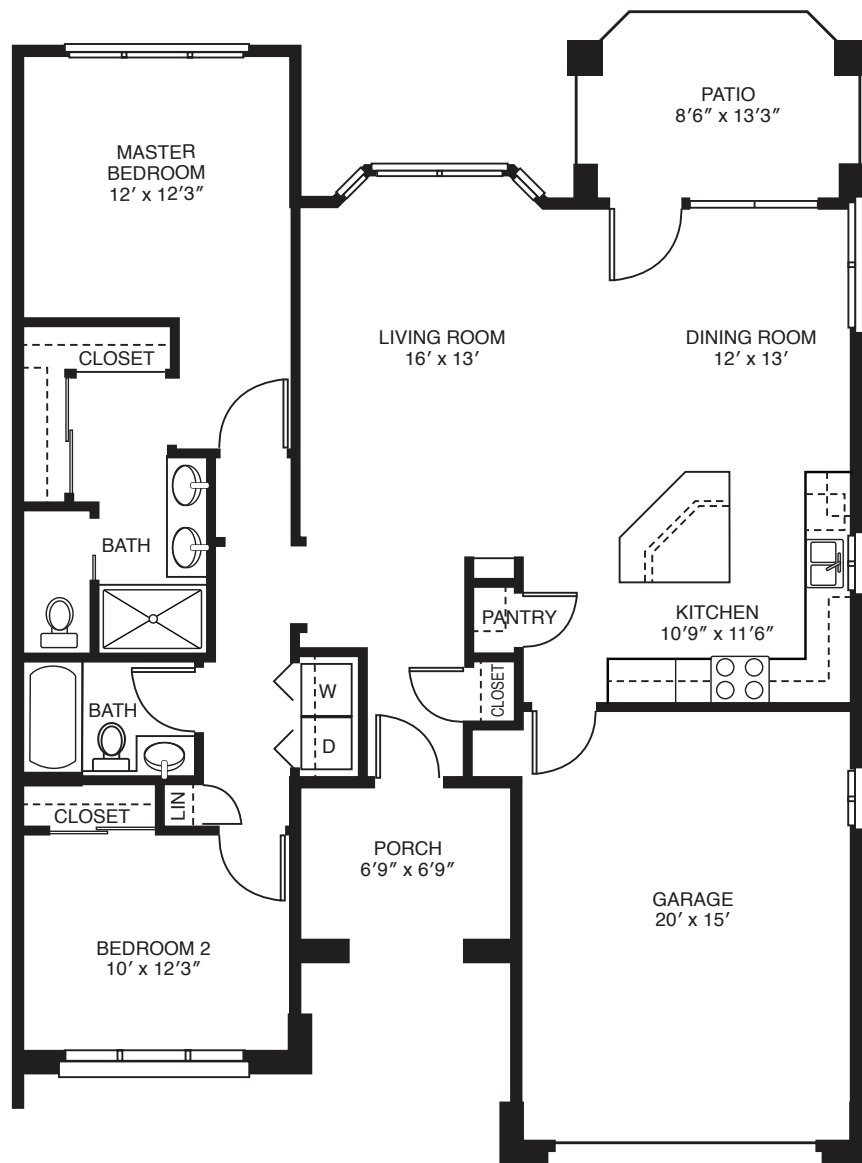 PATIO
8′6″ x 13′3″
MASTER
BEDROOM
12′ x 12′3″
LIVING ROOM
16′ x 13′
DINING ROOM
12′ x 13′
CLOSET
BATH
PANTRY
KITCHEN
10′9″ x 11′6″
CLOSET
W
D
BATH
LIN
CLOSET
PORCH
6′9″ x 6′9″
GARAGE
20′ x 15′
BEDROOM 2
10′ x 12′3″